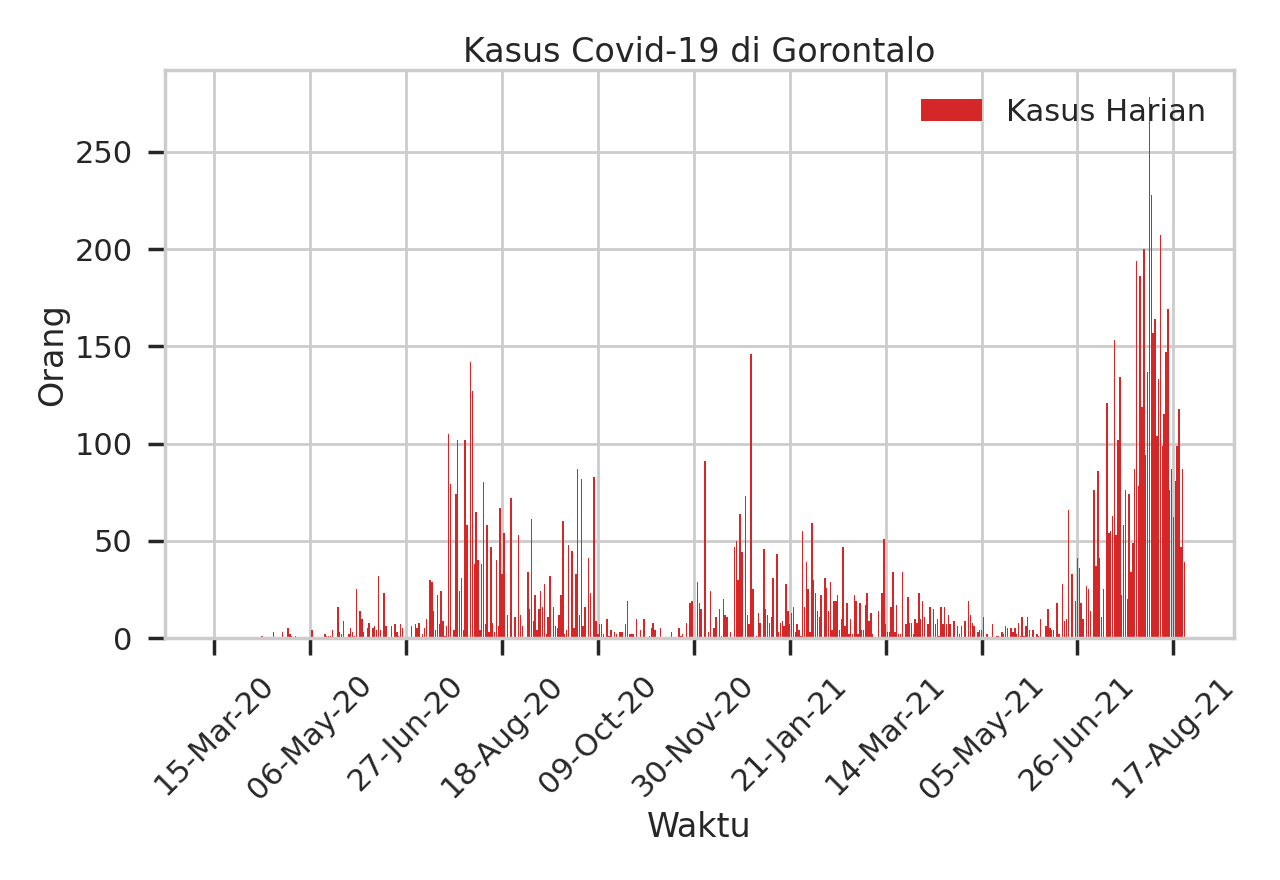 Kasus Covid-19 di Gorontalo
Kasus Harian
Orang
250
200
150
100
50
0
15-Mar-20
06-May-20
27-Jun-20
18-Aug-20
09-Oct-20
30-Nov-20
21-Jan-21
14-Mar-21
05-May-21
26-Jun-21
17-Aug-21
Waktu